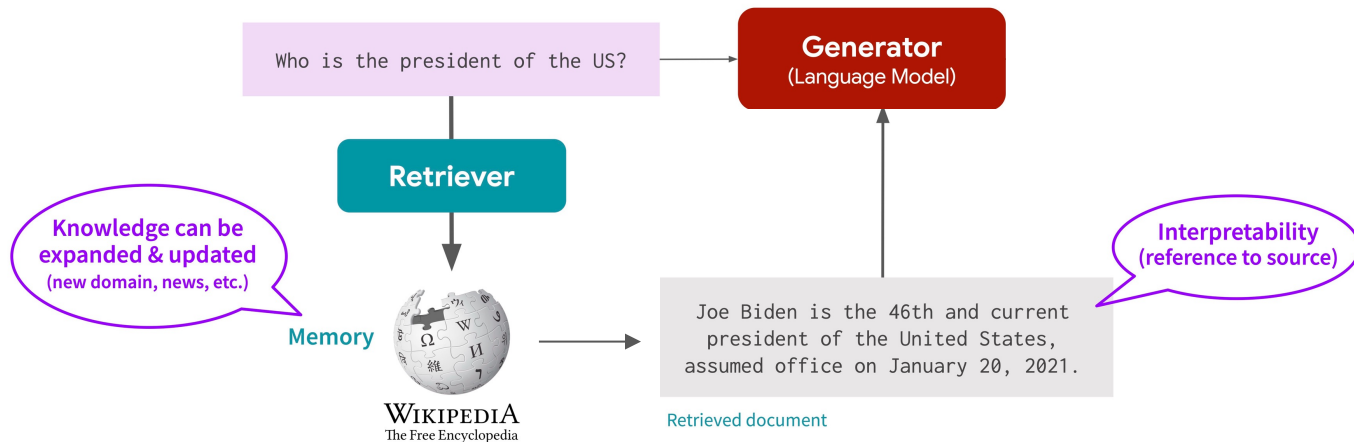 Who is the president of the US?
Generator
(Language Model)
Retriever
Knowledge can be
expanded & updated
(new domain, news, etc.)
Interpretability
(reference to source)
Memory
Ω
W
И
維
7
Joe Biden is the 46th and current
president of the United States,
assumed office on January 20, 2021.
WIKIPEDIA
The Free Encyclopedia
Retrieved document